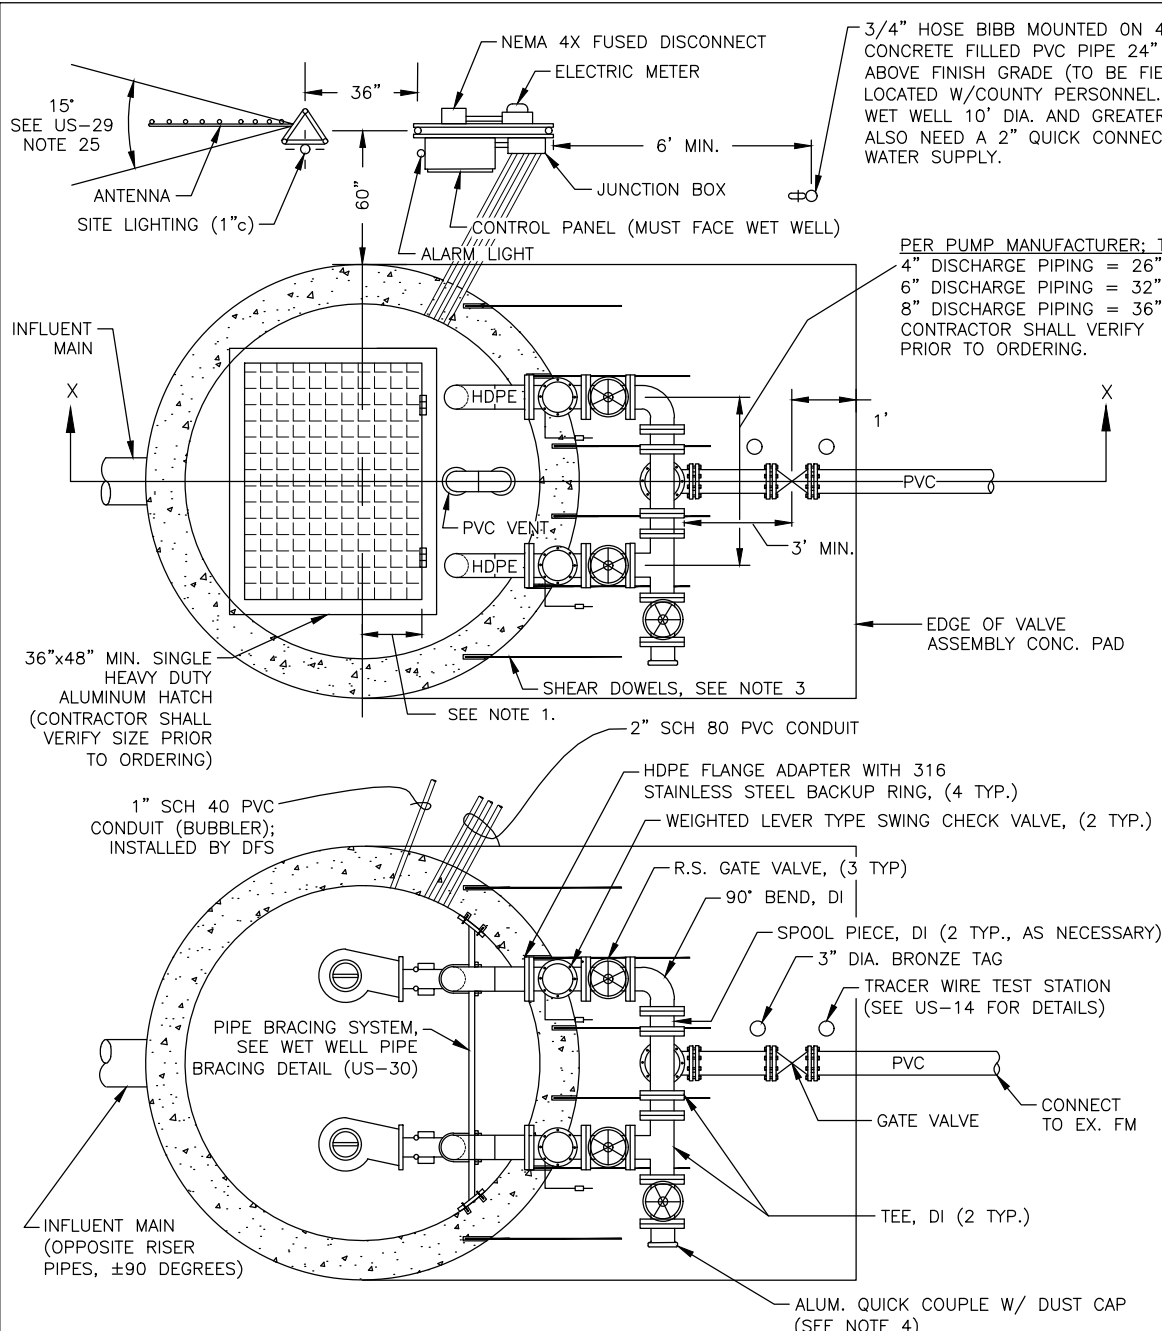 3/4" HOSE BIBB MOUNTED ON 4
CONCRETE FILLED PVC PIPE 24"
ABOVE FINISH GRADE (TO BE FIE
LOCATED W/COUNTY PERSONNEL.
WET WELL 10' DIA. AND GREATER
ALSO NEED A 2" QUICK CONNEC
WATER SUPPLY.
NEMA 4X FUSED DISCONNECT
ELECTRIC METER
36"
15°
SEE US-29
NOTE 25
6' MIN.
ANTENNA
JUNCTION BOX
60"
SITE LIGHTING (1"c)
CONTROL PANEL (MUST FACE WET WELL)
ALARM LIGHT
PER PUMP MANUFACTURER; T
4" DISCHARGE PIPING = 26"
6" DISCHARGE PIPING = 32"
8" DISCHARGE PIPING = 36"
CONTRACTOR SHALL VERIFY
PRIOR TO ORDERING.
INFLUENT
MAIN
X
X
HDPE
1'
PVC
PVC VENT
3' MIN.
HDPE
EDGE OF VALVE
ASSEMBLY CONC. PAD
36"x48" MIN. SINGLE
HEAVY DUTY
ALUMINUM HATCH
(CONTRACTOR SHALL
VERIFY SIZE PRIOR
TO ORDERING)
SHEAR DOWELS, SEE NOTE 3
SEE NOTE 1.
2" SCH 80 PVC CONDUIT
HDPE FLANGE ADAPTER WITH 316
STAINLESS STEEL BACKUP RING, (4 TYP.)
1" SCH 40 PVC
CONDUIT (BUBBLER);
INSTALLED BY DFS
WEIGHTED LEVER TYPE SWING CHECK VALVE, (2 TYP.)
R.S. GATE VALVE, (3 TYP)
90° BEND, DI
SPOOL PIECE, DI (2 TYP., AS NECESSARY)
3" DIA. BRONZE TAG
TRACER WIRE TEST STATION
(SEE US-14 FOR DETAILS)
PIPE BRACING SYSTEM,
SEE WET WELL PIPE
BRACING DETAIL (US-30)
PVC
CONNECT
TO EX. FM
GATE VALVE
TEE, DI (2 TYP.)
INFLUENT MAIN
(OPPOSITE RISER
PIPES, ±90 DEGREES)
ALUM. QUICK COUPLE W/ DUST CAP
(SEE NOTE 4)